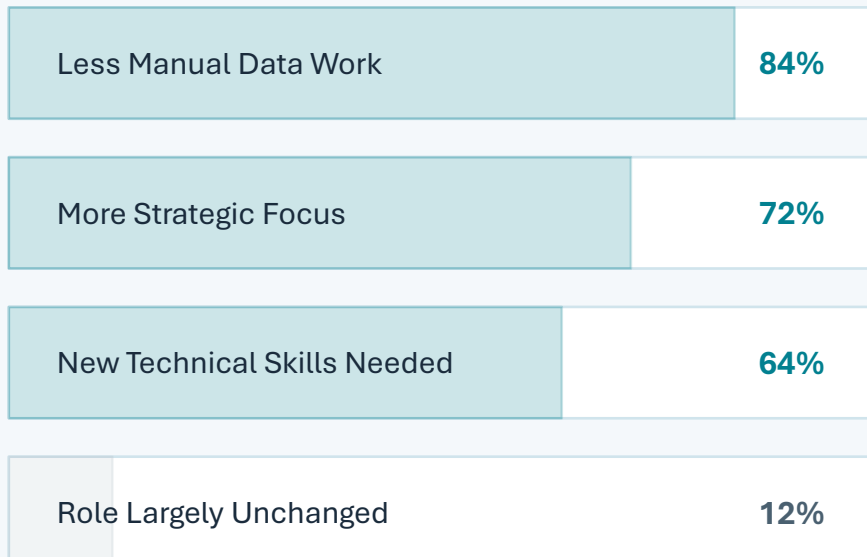 Less Manual Data Work 84%
More Strategic Focus 72%
New Technical Skills Needed 64%
Role Largely Unchanged 12%